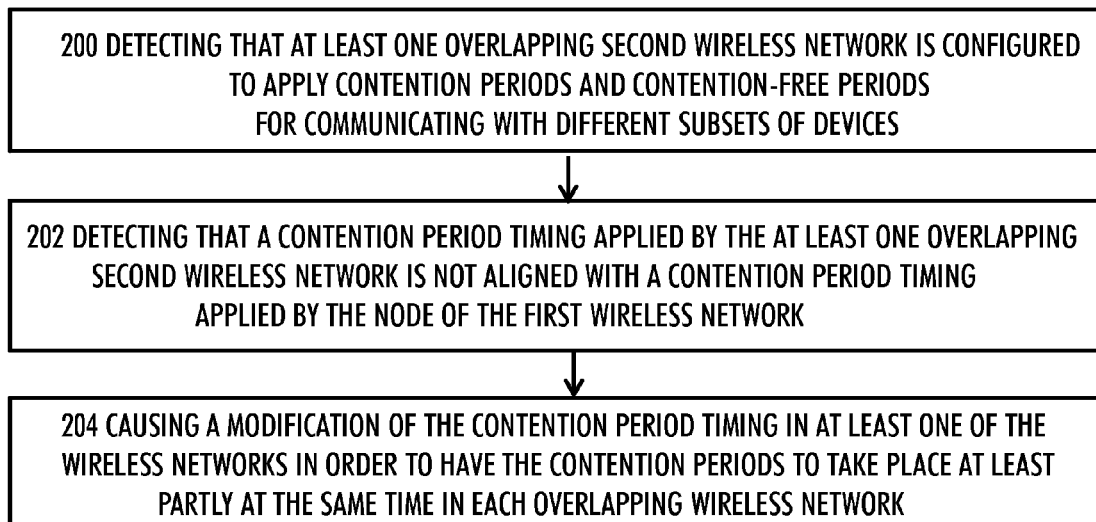 200 DETECTING THAT AT LEAST ONE OVERLAPPING SECOND WIRELESS NETWORK IS CONFIGURED
TO APPLY CONTENTION PERIODS AND CONTENTION-FREE PERIODS
FOR COMMUNICATING WITH DIFFERENT SUBSETS OF DEVICES
202 DETECTING THAT A CONTENTION PERIOD TIMING APPLIED BY THE AT LEAST ONE OVERLAPPING
SECOND WIRELESS NETWORK IS NOT ALIGNED WITH A CONTENTION PERIOD TIMING
APPLIED BY THE NODE OF THE FIRST WIRELESS NETWORK
204 CAUSING A MODIFICATION OF THE CONTENTION PERIOD TIMING IN AT LEAST ONE OF THE
WIRELESS NETWORKS IN ORDER TO HAVE THE CONTENTION PERIODS TO TAKE PLACE AT LEAST
PARTLY AT THE SAME TIME IN EACH OVERLAPPING WIRELESS NETWORK